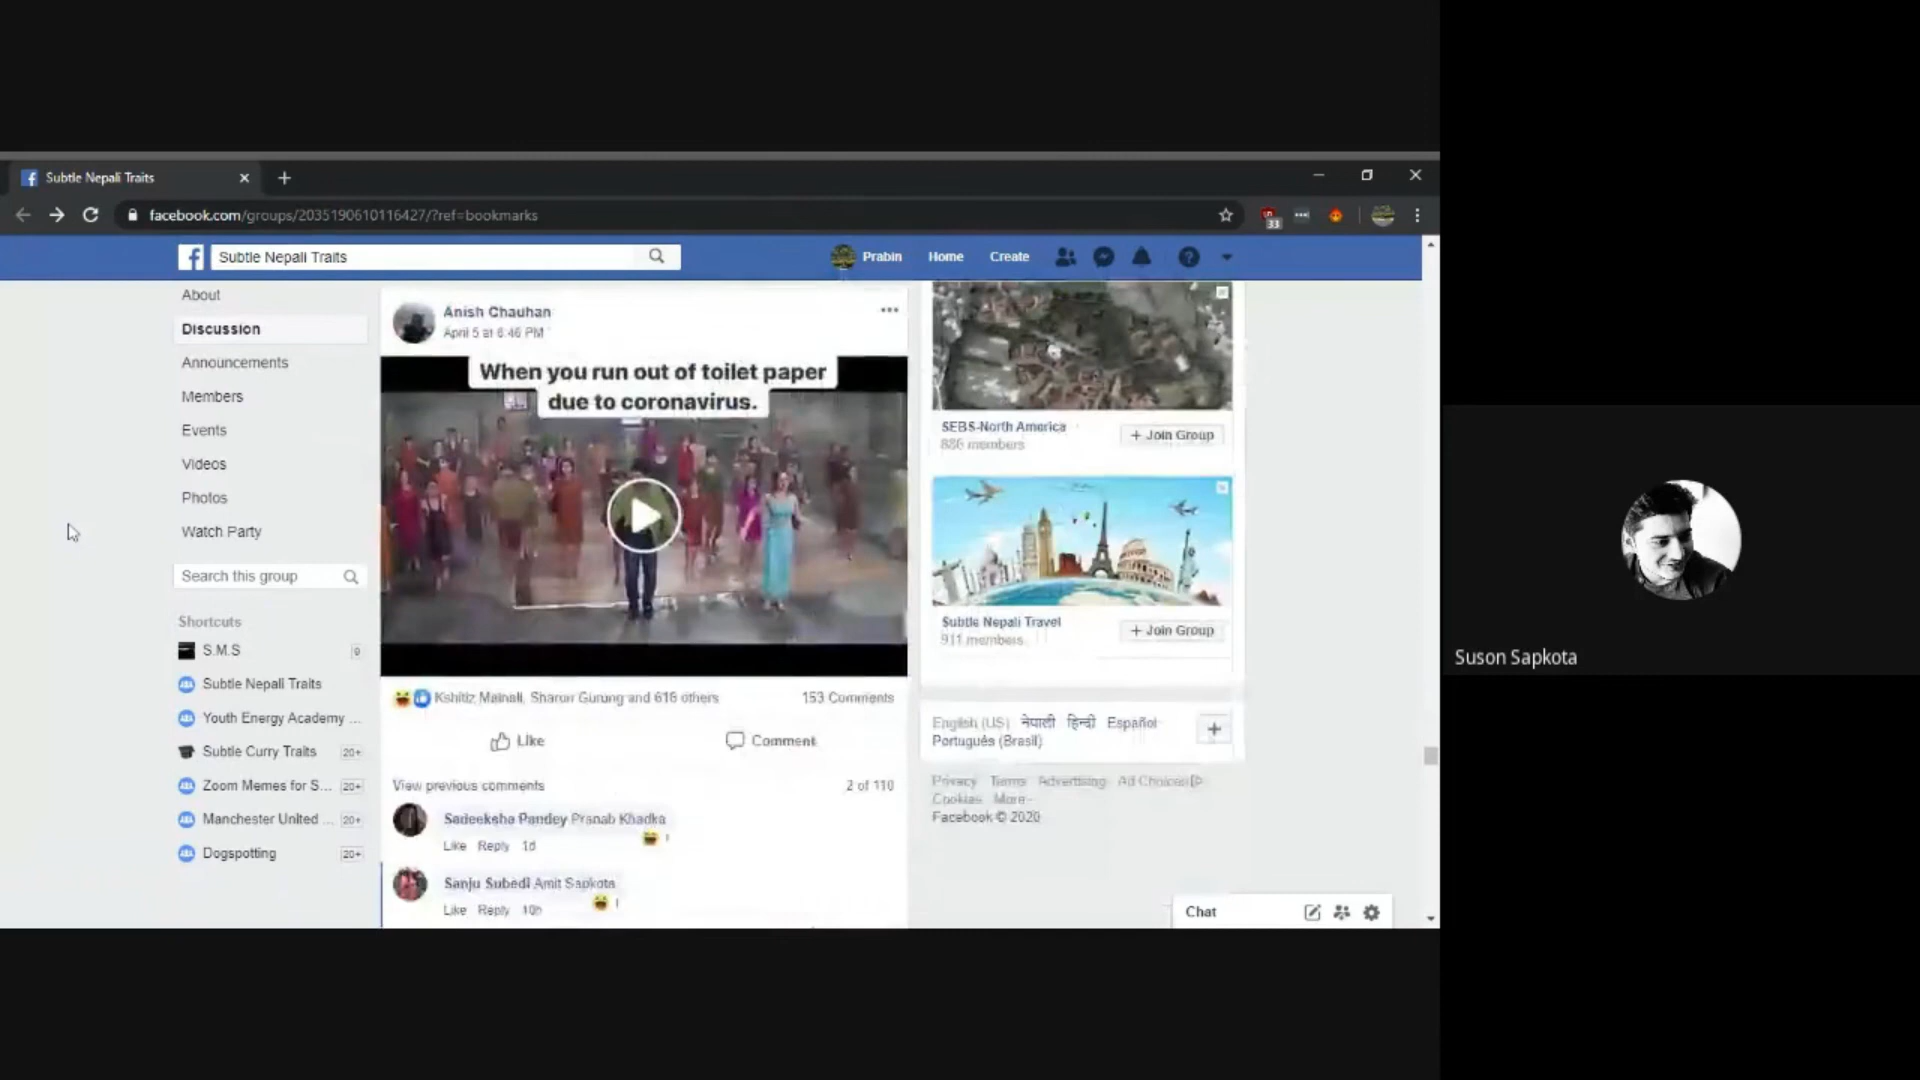 Subtle Nepali Traits
facebook.com/groups/2035190610116427/?ref=bookmarks
33
Subtle Nepali Traits
Prabin
Home
Create
About
Discussion
Announcements
Members
Events
Videos
Photos
Watch Party
Search this group
Shortcuts
S.M.S
9
Subtle Nepali Traits
Youth Energy Academy ...
Subtle Curry Traits 20+
Zoom Memes for S... 20+
Manchester United ... 20+
Dogspotting 20+
Anish Chauhan
April 5 at 6:46 PM
When you run out of toilet paper
due to coronavirus.
Kshitiz Mainali, Sharon Gurung and 616 others
153 Comments
Like
Comment
View previous comments
2 of 110
Sadeeksha Pandey Pranab Khadka
1
Like Reply 1d
Sanju Subedi Amit Sapkota
1
Like Reply 10h
SEBS-North America
886 members
+ Join Group
Subtle Nepali Travel
911 members
+ Join Group
English (US) नेपाली हिन्दी Español
Português (Brasil)
Privacy Terms Advertising Ad Choices
Cookies More
Facebook © 2020
Chat
Suson Sapkota